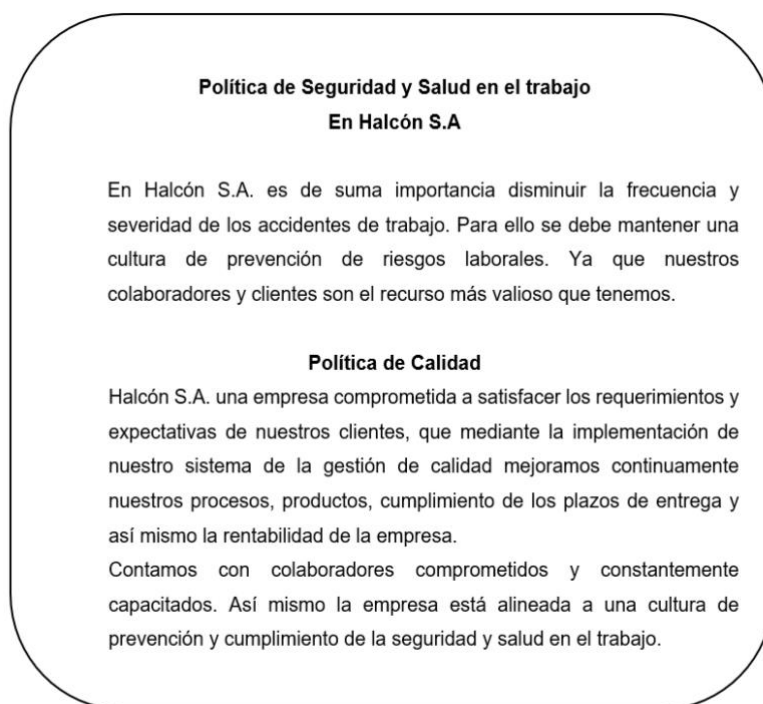 Política de Seguridad y Salud en el trabajo
En Halcón S.A
En Halcón S.A. es de suma importancia disminuir la frecuencia y
severidad de los accidentes de trabajo. Para ello se debe mantener una
cultura de prevención de riesgos laborales. Ya que nuestros
colaboradores y clientes son el recurso más valioso que tenemos.
Política de Calidad
Halcón S.A. una empresa comprometida a satisfacer los requerimientos y
expectativas de nuestros clientes, que mediante la implementación de
nuestro sistema de la gestión de calidad mejoramos continuamente
nuestros procesos, productos, cumplimiento de los plazos de entrega y
así mismo la rentabilidad de la empresa.
Contamos con colaboradores comprometidos y constantemente
capacitados. Así mismo la empresa está alineada a una cultura de
prevención y cumplimiento de la seguridad y salud en el trabajo.